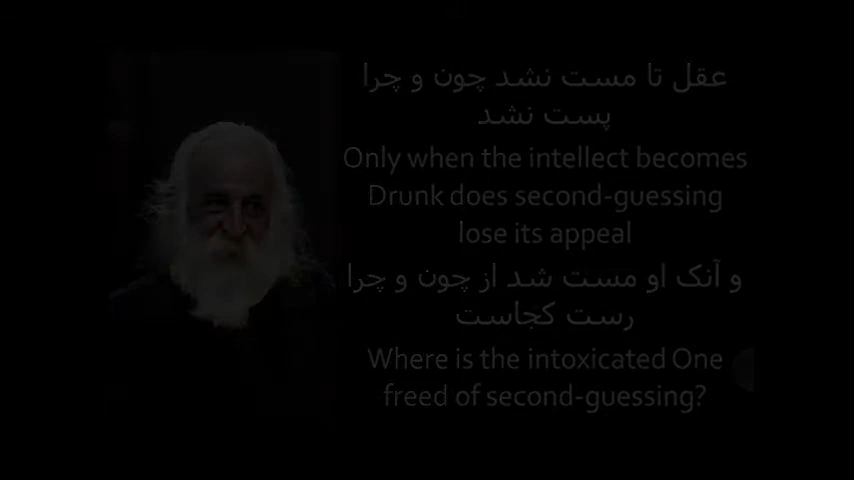 عقل تا مست نشد چون و چرا
پست نشد
Only when the intellect becomes
Drunk does second-guessing
lose its appeal
و آنک او مست شد از چون و چرا
رست کجاست
Where is the intoxicated One
freed of second-guessing?